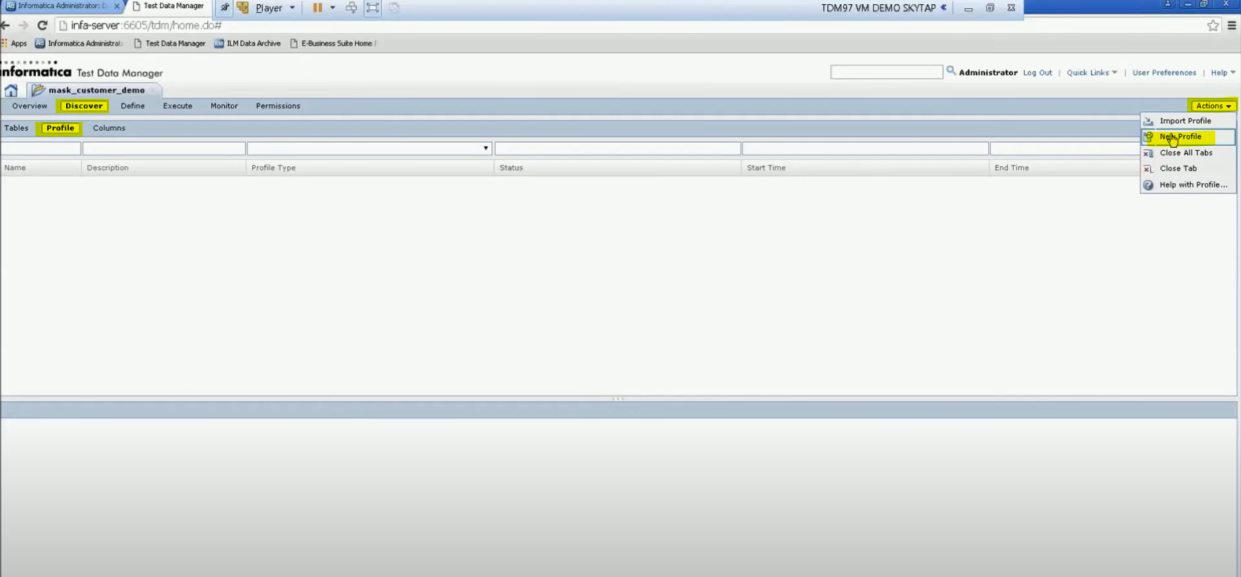 Informatica Administrator: D Test Data Manager Player TDM97 VM DEMO SKYTAP
infa-server:6605/tdm/home.do#
Apps Informatica Administrat Test Data Manager ILM Data Archive E-Business Suite Home
informatica Test Data Manager Administrator Log Out | Quick Links | User Preferences | Help
mask_customer_demo
Overview Discover Define Execute Monitor Permissions Actions
Import Profile
Tables Profile Columns
New Profile
Close All Tabs
Name Description Profile Type Status Start Time End Time
Close Tab
Help with Profile...